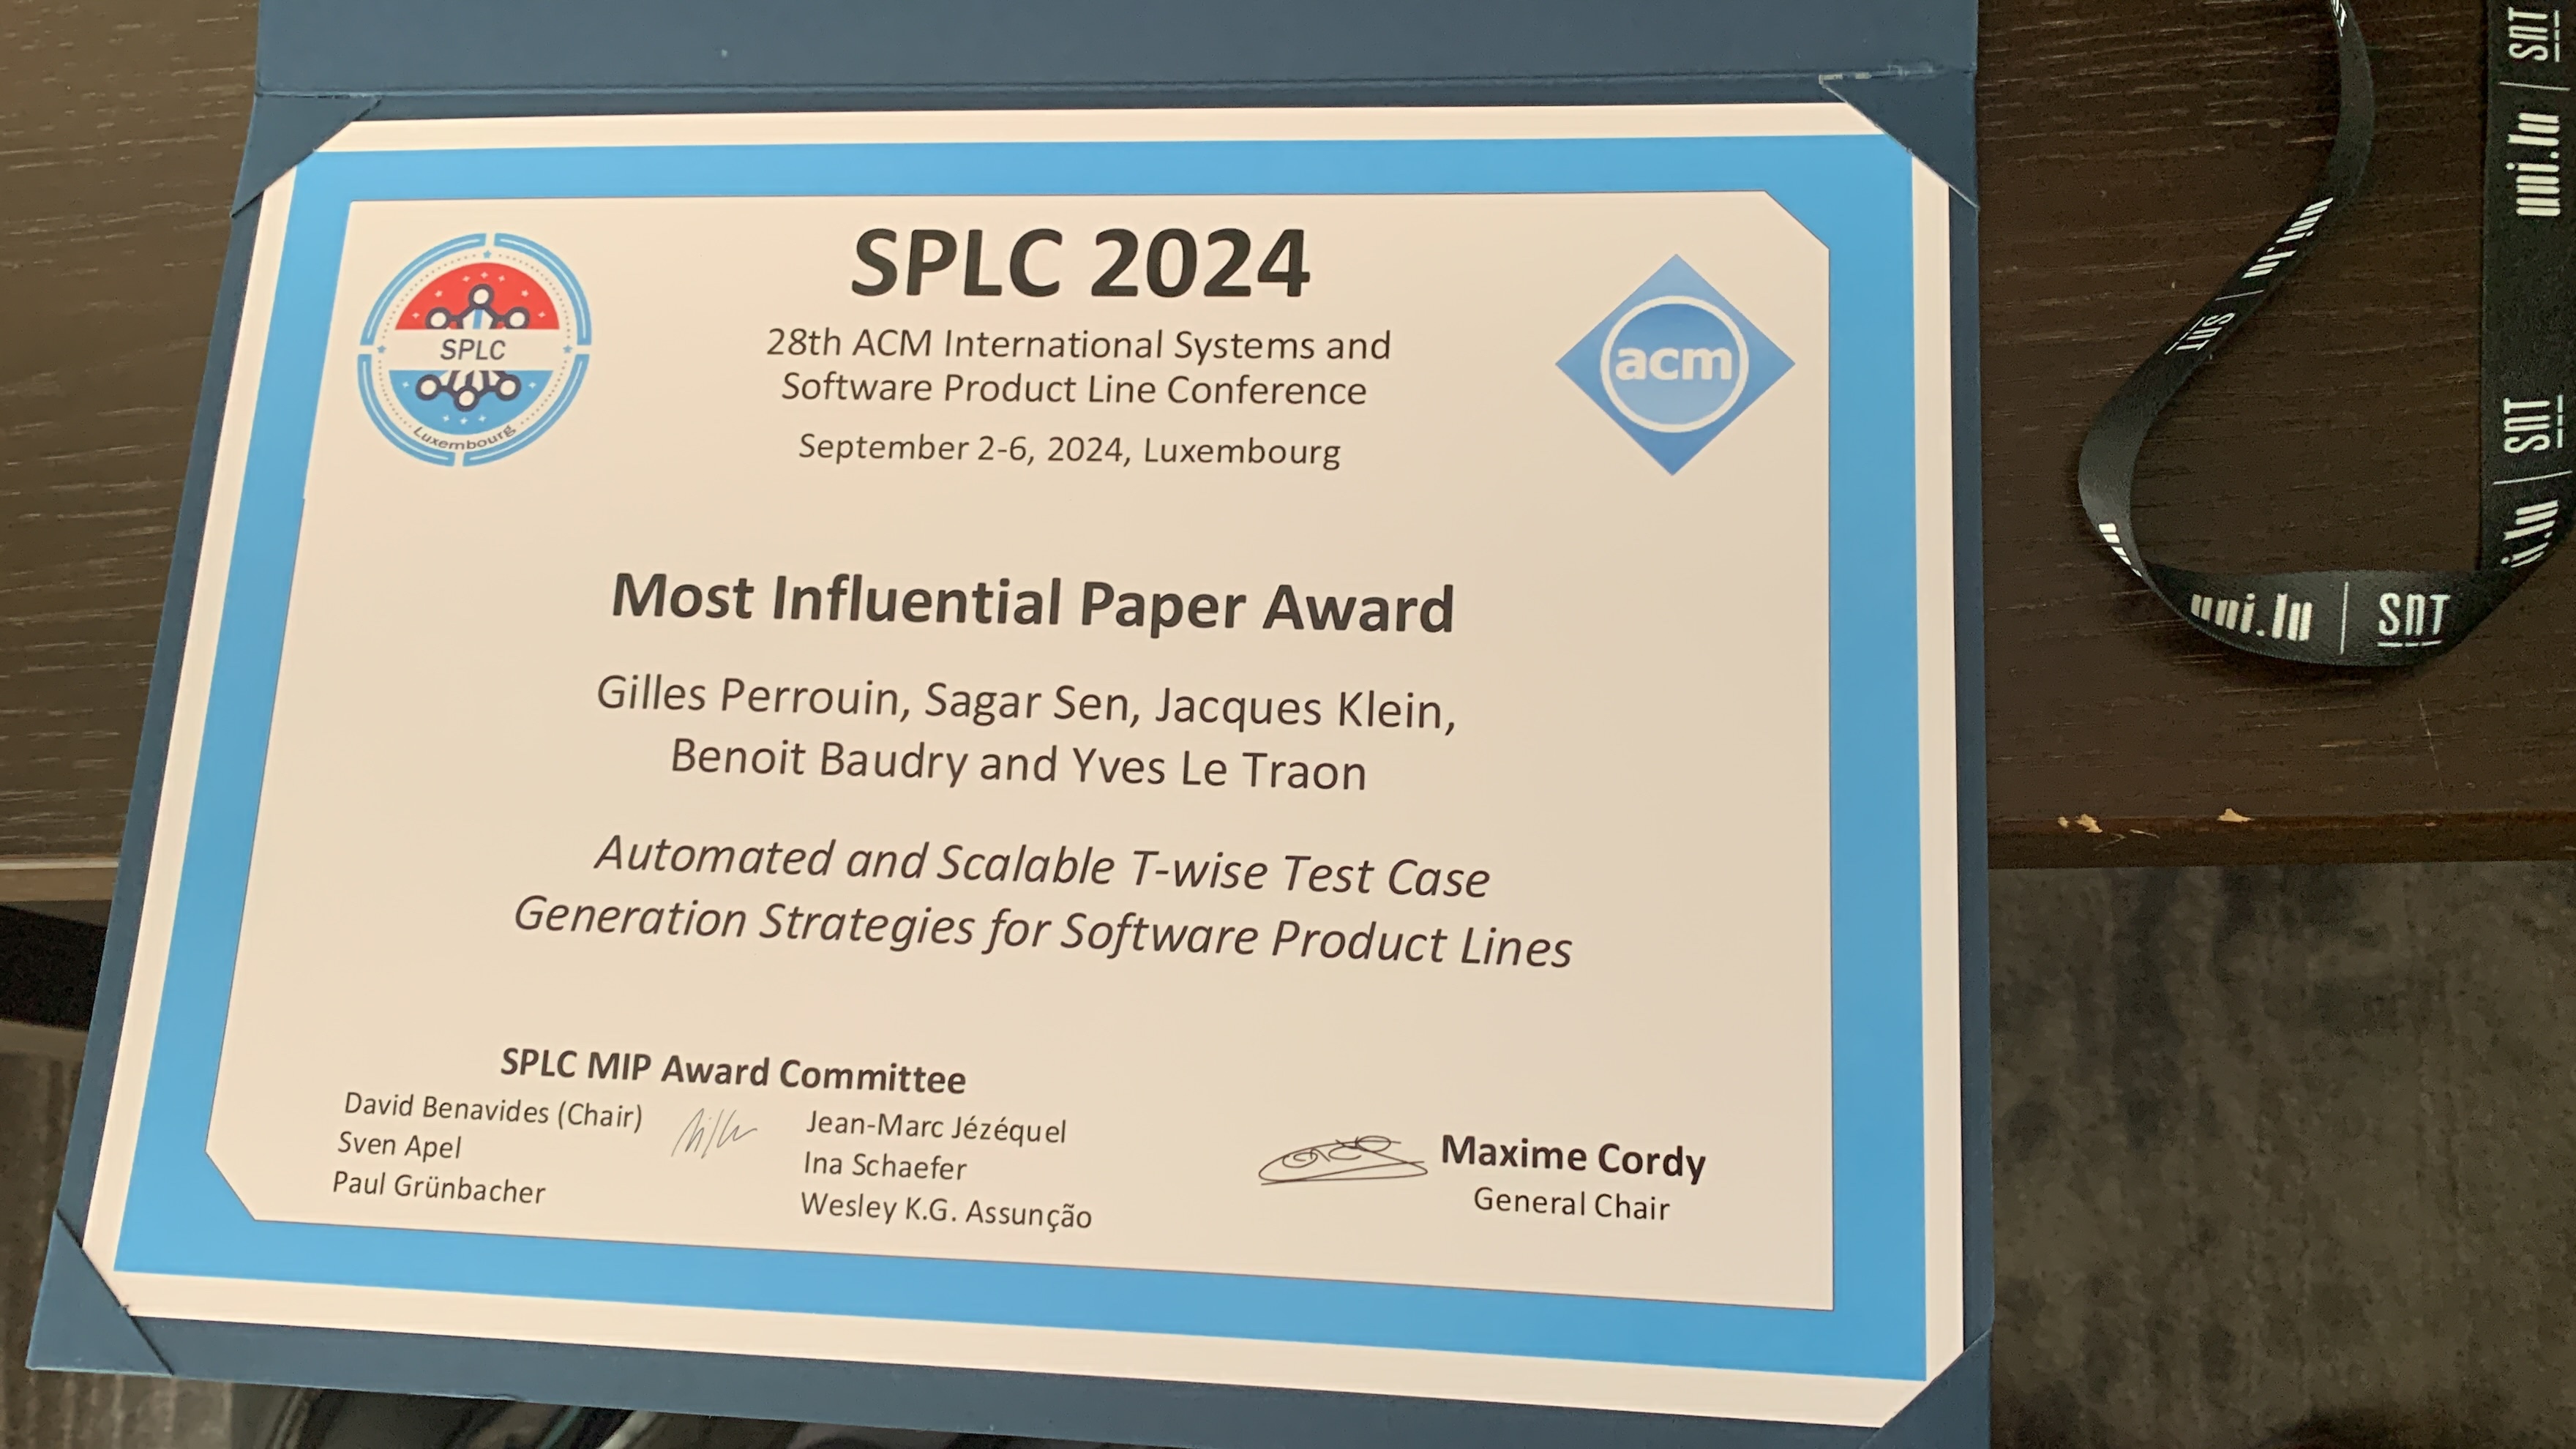 SPLC 2024
28th ACM International Systems and
Software Product Line Conference
September 2-6, 2024, Luxembourg
SPLC
Luxembourg
acm
Most Influential Paper Award
Gilles Perrouin, Sagar Sen, Jacques Klein,
Benoit Baudry and Yves Le Traon
Automated and Scalable T-wise Test Case
Generation Strategies for Software Product Lines
SPLC MIP Award Committee
David Benavides (Chair)
Sven Apel
Paul Grünbacher
Jean-Marc Jézéquel
Ina Schaefer
Wesley K.G. Assunção
Maxime Cordy
General Chair
uni.lu | SNT
uni.lu | SNT
uni.lu | SNT
uni.lu | SNT